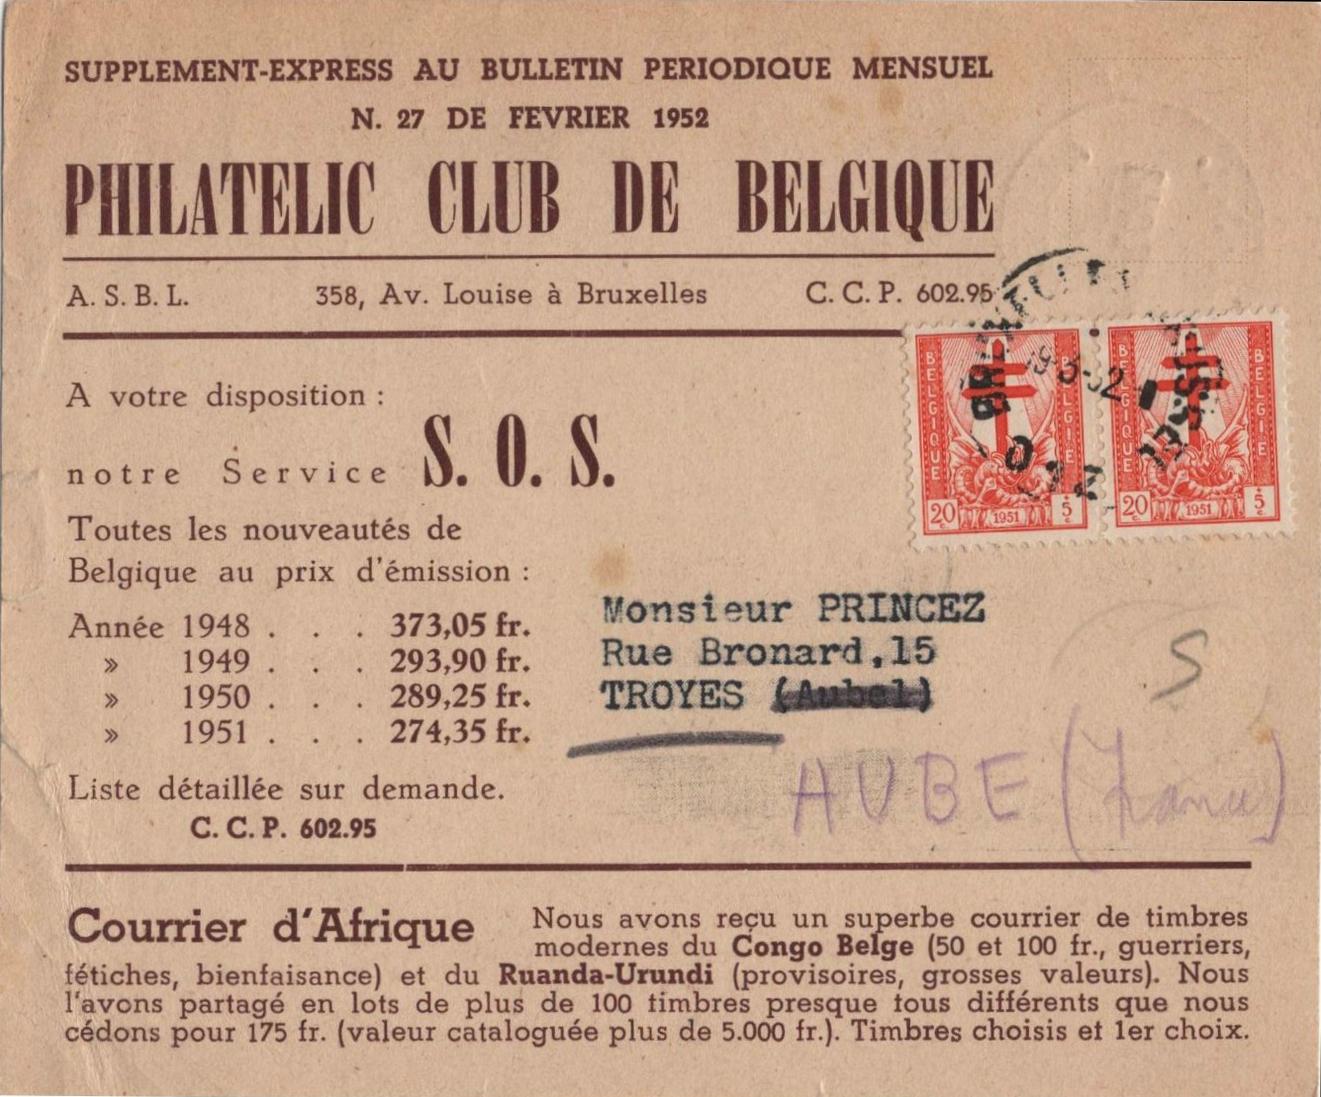 SUPPLEMENT-EXPRESS AU BULLETIN PERIODIQUE MENSUEL
N. 27 DE FEVRIER 1952
PHILATELIC CLUB DE BELGIQUE
A. S. B. L. 358, Av. Louise à Bruxelles C. C. P. 602.95
BELGIQUE BELGIE 20 c 1951 + 5 c
BELGIQUE BELGIE 20 c 1951 + 5 c
A votre disposition :
notre Service S. O. S.
Toutes les nouveautés de
Belgique au prix d'émission :
Année 1948 . . . 373,05 fr.
» 1949 . . . 293,90 fr.
» 1950 . . . 289,25 fr.
» 1951 . . . 274,35 fr.
Liste détaillée sur demande.
C. C. P. 602.95
Monsieur PRINCEZ
Rue Bronard,15
TROYES (Aubel)
S
AUBE (France)
Courrier d'Afrique Nous avons reçu un superbe courrier de timbres
modernes du Congo Belge (50 et 100 fr., guerriers,
fétiches, bienfaisance) et du Ruanda-Urundi (provisoires, grosses valeurs). Nous
l'avons partagé en lots de plus de 100 timbres presque tous différents que nous
cédons pour 175 fr. (valeur cataloguée plus de 5.000 fr.). Timbres choisis et 1er choix.